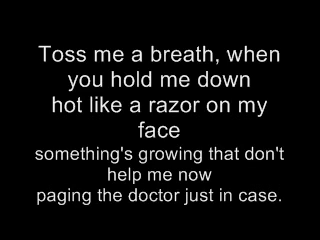 Toss me a breath, when
you hold me down
hot like a razor on my
face
something's growing that don't
help me now
paging the doctor just in case.